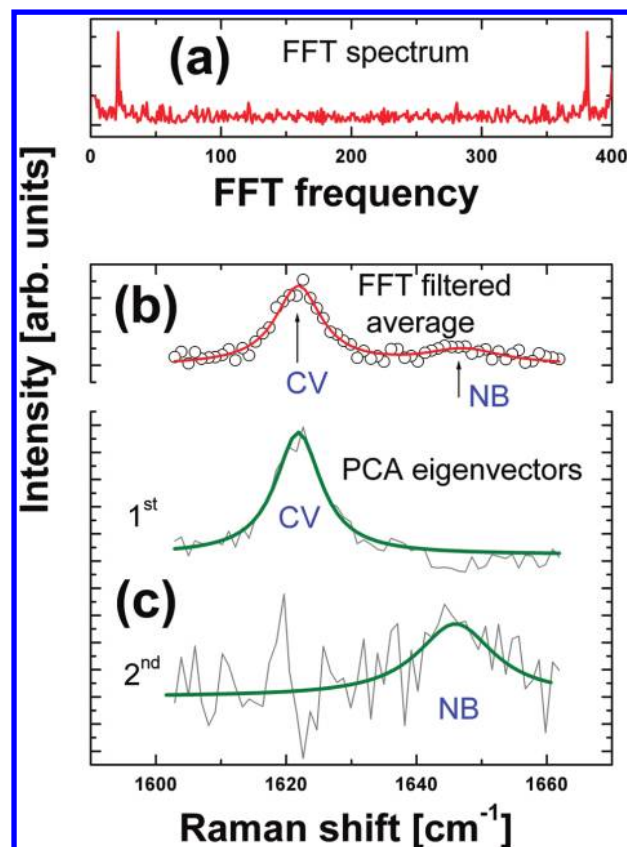 (a) FFT spectrum
0 100 200 300 400
FFT frequency
Intensity [arb. units]
(b) FFT filtered
average
CV
NB
PCA eigenvectors
1st
CV
(c)
2nd
NB
1600 1620 1640 1660
Raman shift [cm-1]